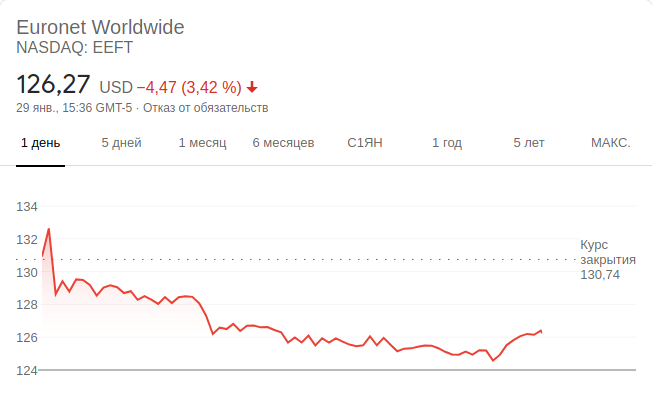 Euronet Worldwide
NASDAQ: EEFT
126,27 USD −4,47 (3,42 %)
29 янв., 15:36 GMT-5 · Отказ от обязательств
1 день 5 дней 1 месяц 6 месяцев С1ЯН 1 год 5 лет МАКС.
134
132
130
128
126
124
Курс
закрытия
130,74